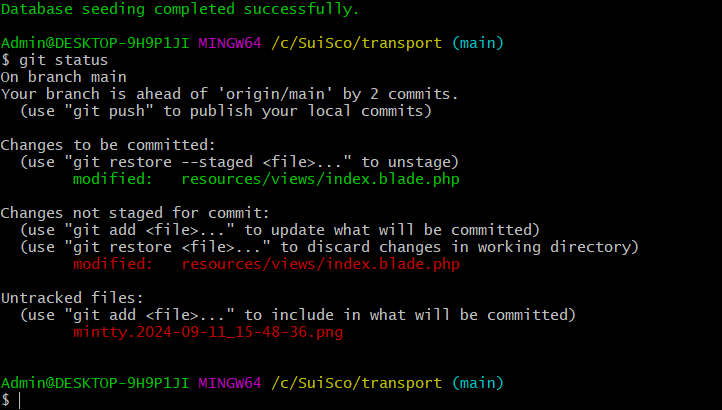 Database seeding completed successfully.
Admin@DESKTOP-9H9P1JI MINGW64 /c/SuiSco/transport (main)
$ git status
On branch main
Your branch is ahead of 'origin/main' by 2 commits.
  (use "git push" to publish your local commits)
Changes to be committed:
  (use "git restore --staged <file>..." to unstage)
        modified:   resources/views/index.blade.php
Changes not staged for commit:
  (use "git add <file>..." to update what will be committed)
  (use "git restore <file>..." to discard changes in working directory)
        modified:   resources/views/index.blade.php
Untracked files:
  (use "git add <file>..." to include in what will be committed)
        mintty.2024-09-11_15-48-36.png
Admin@DESKTOP-9H9P1JI MINGW64 /c/SuiSco/transport (main)
$